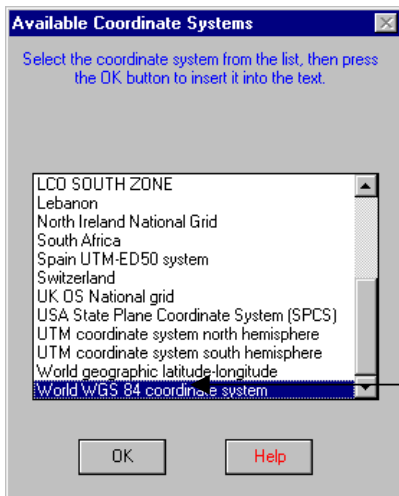 Available Coordinate Systems
Select the coordinate system from the list, then press
the OK button to insert it into the text.
LCO SOUTH ZONE
Lebanon
North Ireland National Grid
South Africa
Spain UTM-ED50 system
Switzerland
UK OS National grid
USA State Plane Coordinate System (SPCS)
UTM coordinate system north hemisphere
UTM coordinate system south hemisphere
World geographic latitude-longitude
World WGS 84 coordinate system
OK
Help